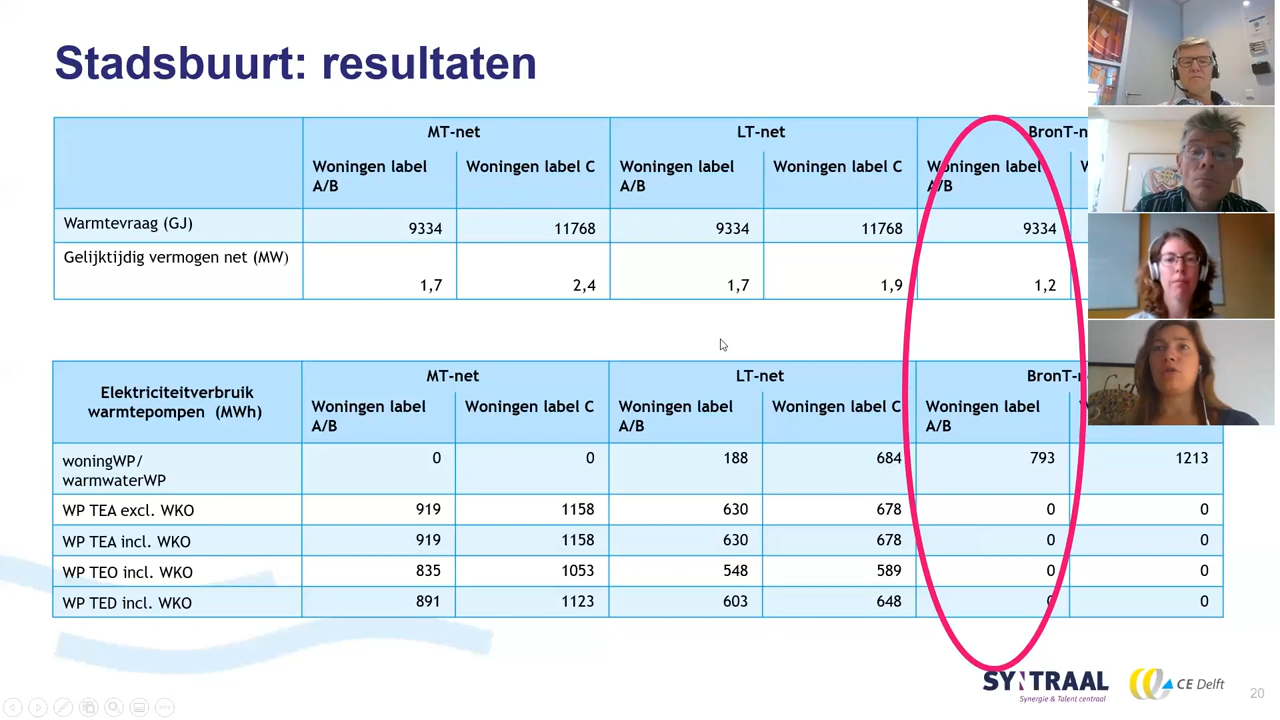 Stadsbuurt: resultaten
MT-net LT-net BronT-n
Woningen label A/B Woningen label C Woningen label A/B Woningen label C Woningen label A/B
Warmtevraag (GJ) 9334 11768 9334 11768 9334
Gelijktijdig vermogen net (MW) 1,7 2,4 1,7 1,9 1,2
Elektriciteitverbruik warmtepompen (MWh)
MT-net LT-net BronT-n
Woningen label A/B Woningen label C Woningen label A/B Woningen label C Woningen label A/B
woningWP/ warmwaterWP 0 0 188 684 793 1213
WP TEA excl. WKO 919 1158 630 678 0 0
WP TEA incl. WKO 919 1158 630 678 0 0
WP TEO incl. WKO 835 1053 548 589 0 0
WP TED incl. WKO 891 1123 603 648 0 0
SYNTRAAL
Synergie & Talent centraal
CE Delft
20